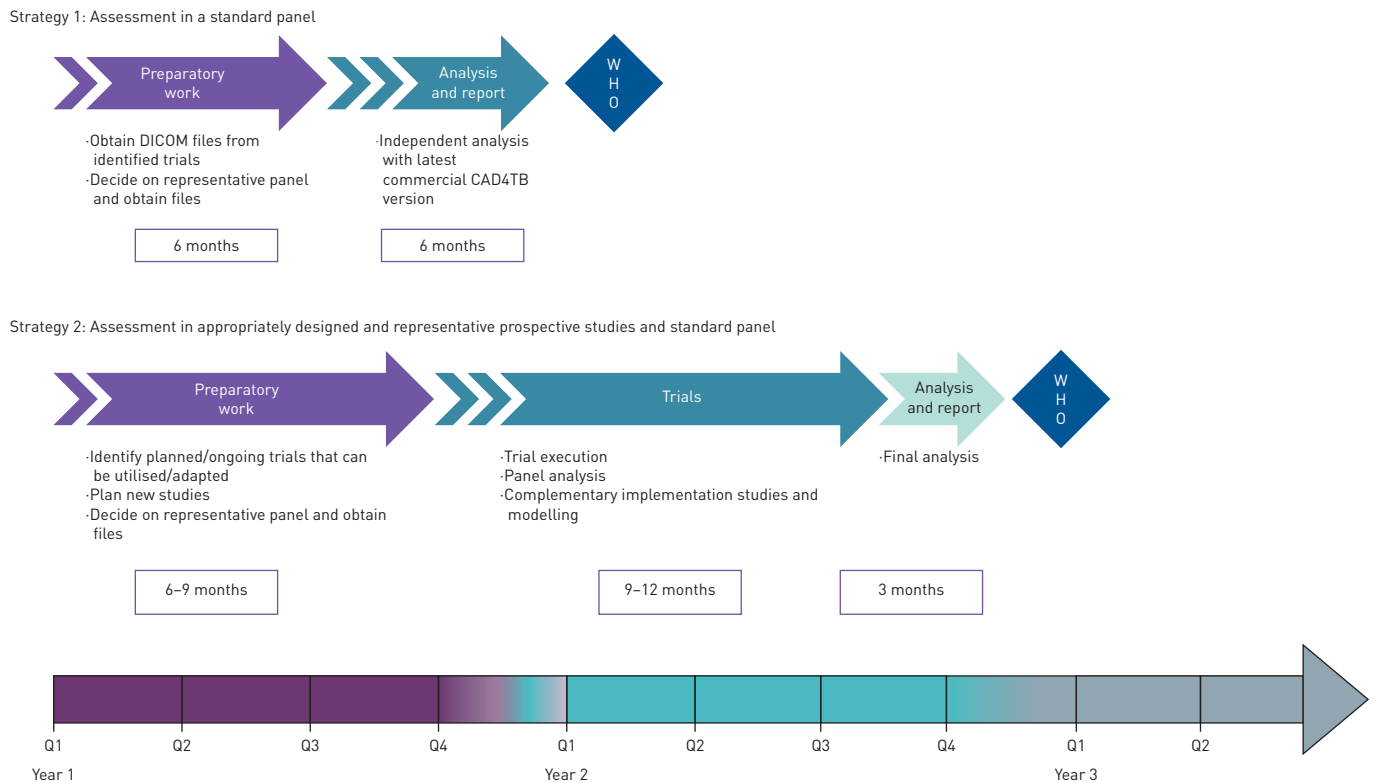 Strategy 1: Assessment in a standard panel
Preparatory
work
Analysis
and report
W
H
O
·Obtain DICOM files from
identified trials
·Decide on representative panel
and obtain files
·Independent analysis
with latest
commercial CAD4TB
version
6 months
6 months
Strategy 2: Assessment in appropriately designed and representative prospective studies and standard panel
Preparatory
work
Trials
Analysis
and report
W
H
O
·Identify planned/ongoing trials that can
be utilised/adapted
·Plan new studies
·Decide on representative panel and obtain
files
·Trial execution
·Panel analysis
·Complementary implementation studies and
modelling
·Final analysis
6–9 months
9–12 months
3 months
Q1
Q2
Q3
Q4
Q1
Q2
Q3
Q4
Q1
Q2
Year 1
Year 2
Year 3